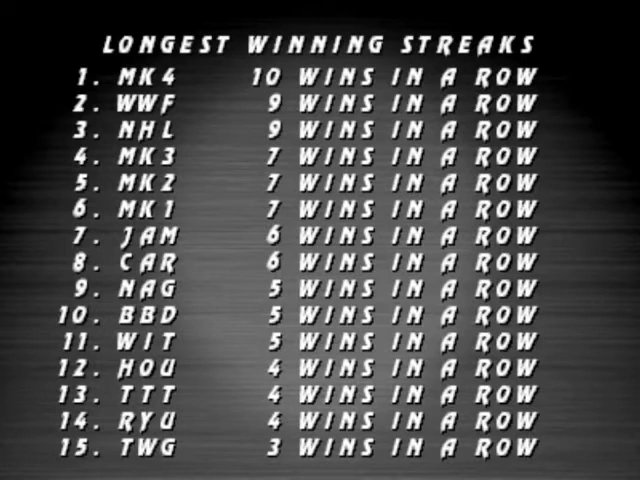 LONGEST WINNING STREAKS
1. MK4 10 WINS IN A ROW
2. WWF 9 WINS IN A ROW
3. NHL 9 WINS IN A ROW
4. MK3 7 WINS IN A ROW
5. MK2 7 WINS IN A ROW
6. MK1 7 WINS IN A ROW
7. JAM 6 WINS IN A ROW
8. CAR 6 WINS IN A ROW
9. NAG 5 WINS IN A ROW
10. BBD 5 WINS IN A ROW
11. WIT 5 WINS IN A ROW
12. HOU 4 WINS IN A ROW
13. TTT 4 WINS IN A ROW
14. RYU 4 WINS IN A ROW
15. TWG 3 WINS IN A ROW